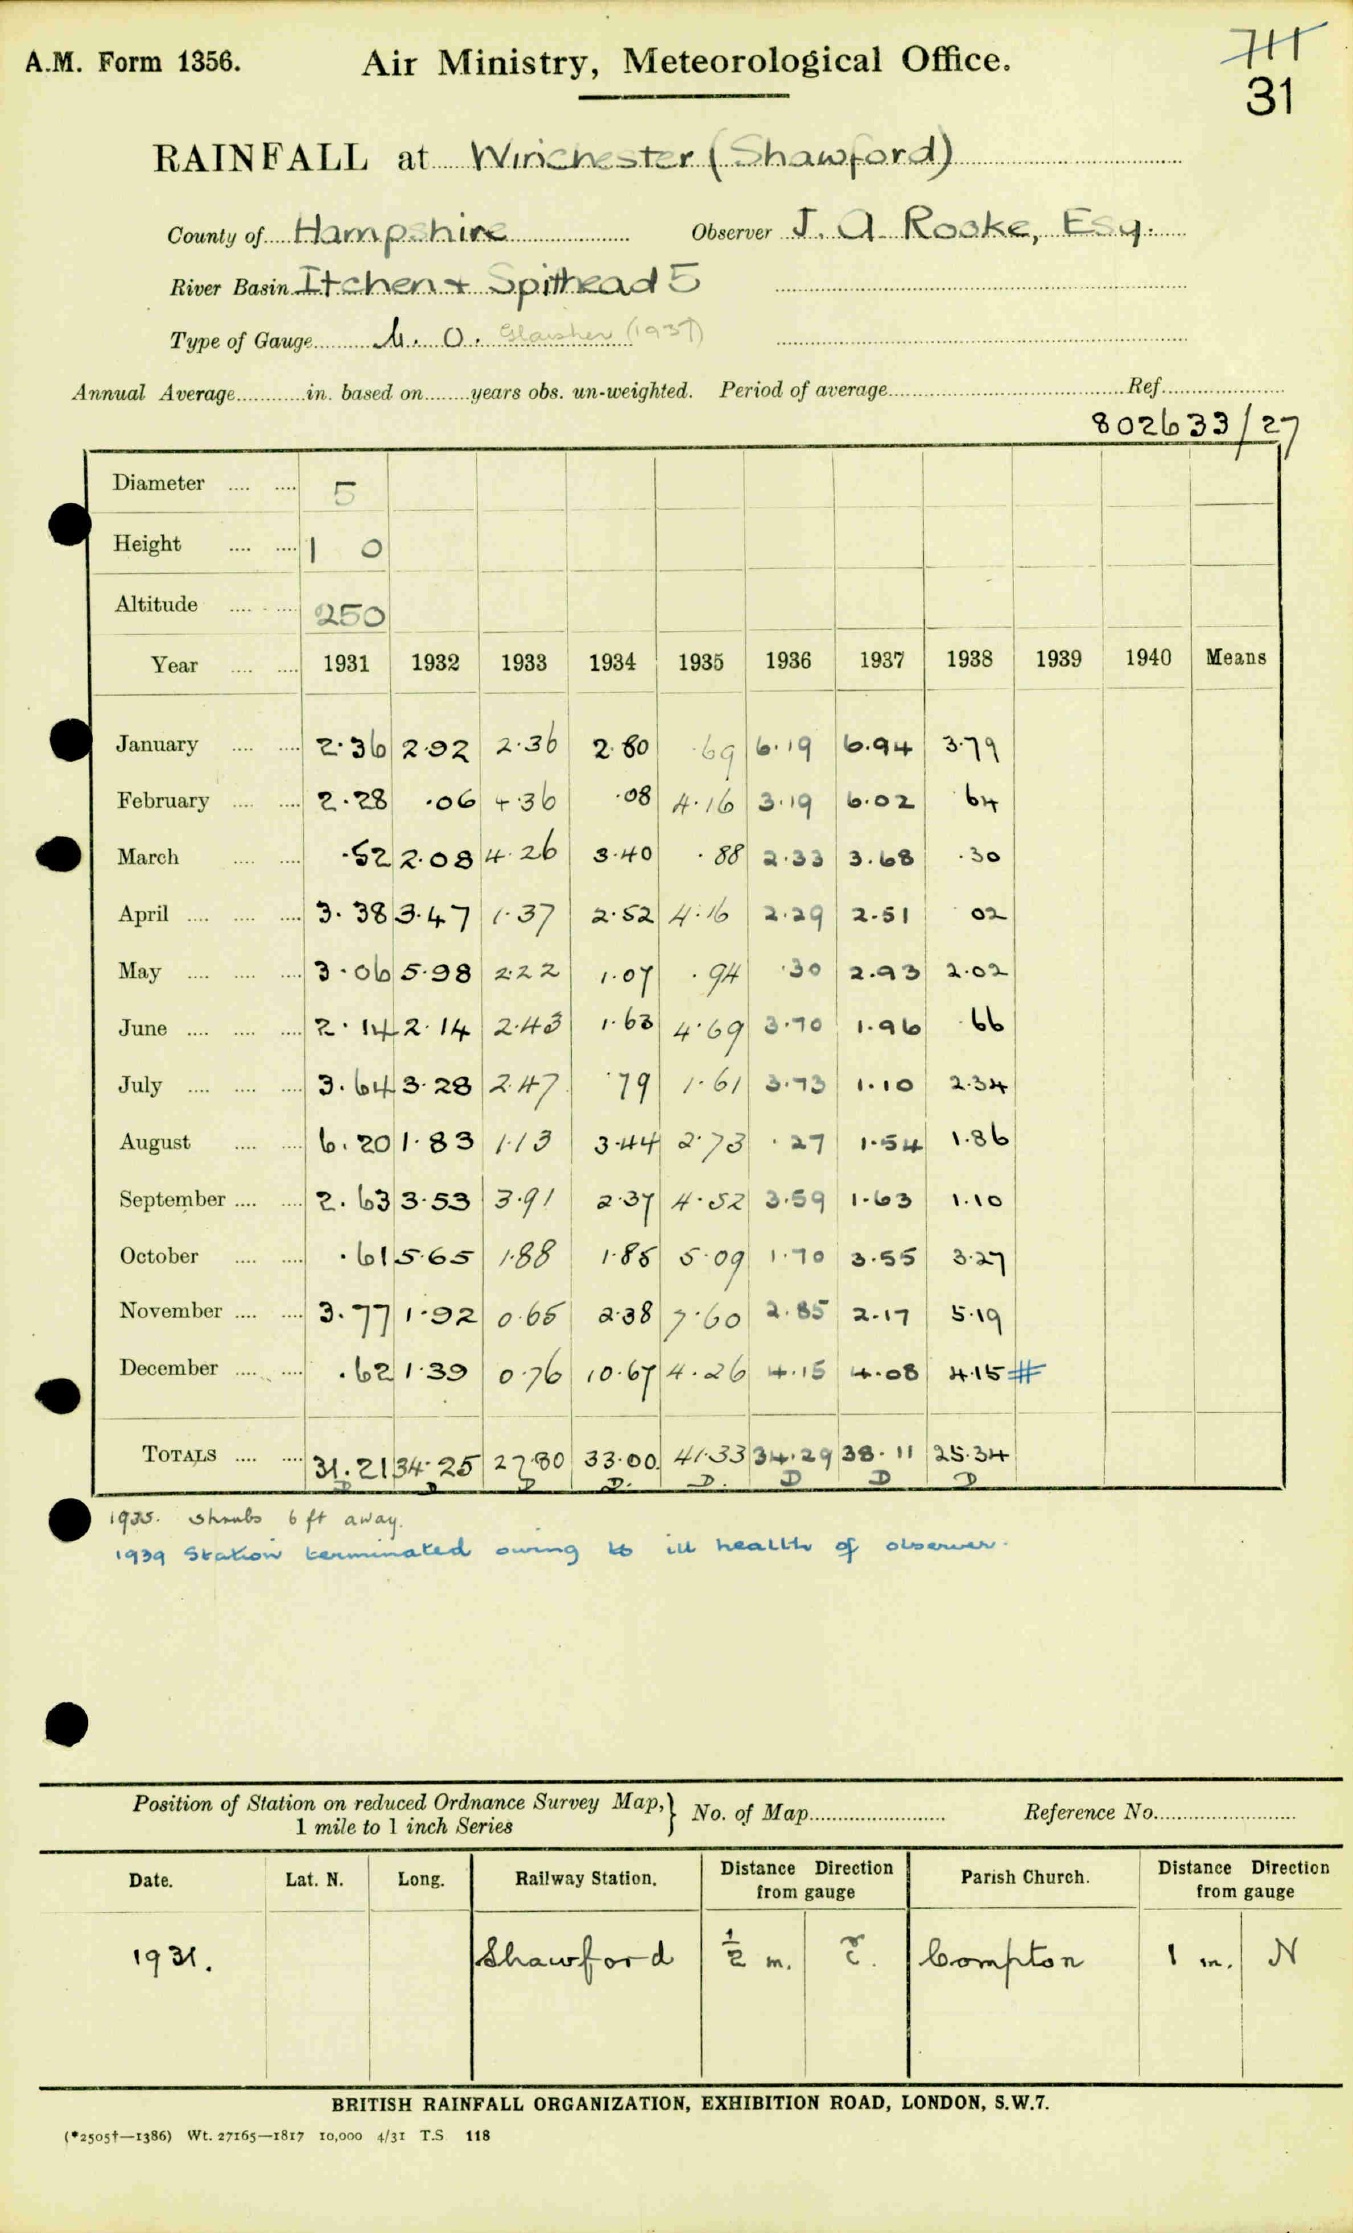 A.M. Form 1356. Air Ministry, Meteorological Office. 711
31
RAINFALL at Winchester (Shawford)
County of Hampshire Observer J. A. Rooke, Esq.
River Basin Itchen + Spithead 5
Type of Gauge M. O. Glaisher (1937)
Annual Average in. based on years obs. un-weighted. Period of average Ref.
802633/27
Diameter 5
Height 1 0
Altitude 250
Year 1931 1932 1933 1934 1935 1936 1937 1938 1939 1940 Means
January 2.36 2.92 2.36 2.80 .69 6.19 6.94 3.79
February 2.28 .06 4.36 .08 4.16 3.19 6.02 64
March .52 2.08 4.26 3.40 .88 2.33 3.68 .30
April 3.38 3.47 1.37 2.52 4.16 2.29 2.51 02
May 3.06 5.98 2.22 1.07 .94 .30 2.93 2.02
June 2.14 2.14 2.43 1.63 4.69 3.70 1.96 .66
July 3.64 3.28 2.47 .79 1.61 3.73 1.10 2.34
August 6.20 1.83 1.13 3.44 2.73 .27 1.54 1.86
September 2.63 3.53 3.91 2.37 4.52 3.59 1.63 1.10
October .61 5.65 1.88 1.85 5.09 1.70 3.55 3.27
November 3.77 1.92 0.65 2.38 7.60 2.85 2.17 5.19
December .62 1.39 0.76 10.67 4.26 4.15 4.08 4.15 #
TOTALS 31.21 34.25 27.80 33.00 41.33 34.29 38.11 25.34
D D D D. D. D D D
1935. shrubs 6 ft away.
1939 Station terminated owing to ill health of observer.
Position of Station on reduced Ordnance Survey Map, } No. of Map Reference No.
1 mile to 1 inch Series
Date. Lat. N. Long. Railway Station. Distance Direction from gauge Parish Church. Distance Direction from gauge
1931. Shawford ½ m. E. Compton 1 m. N
BRITISH RAINFALL ORGANIZATION, EXHIBITION ROAD, LONDON, S.W.7.
(*2505†—1386) Wt. 27165—1817 10,000 4/31 T.S 118